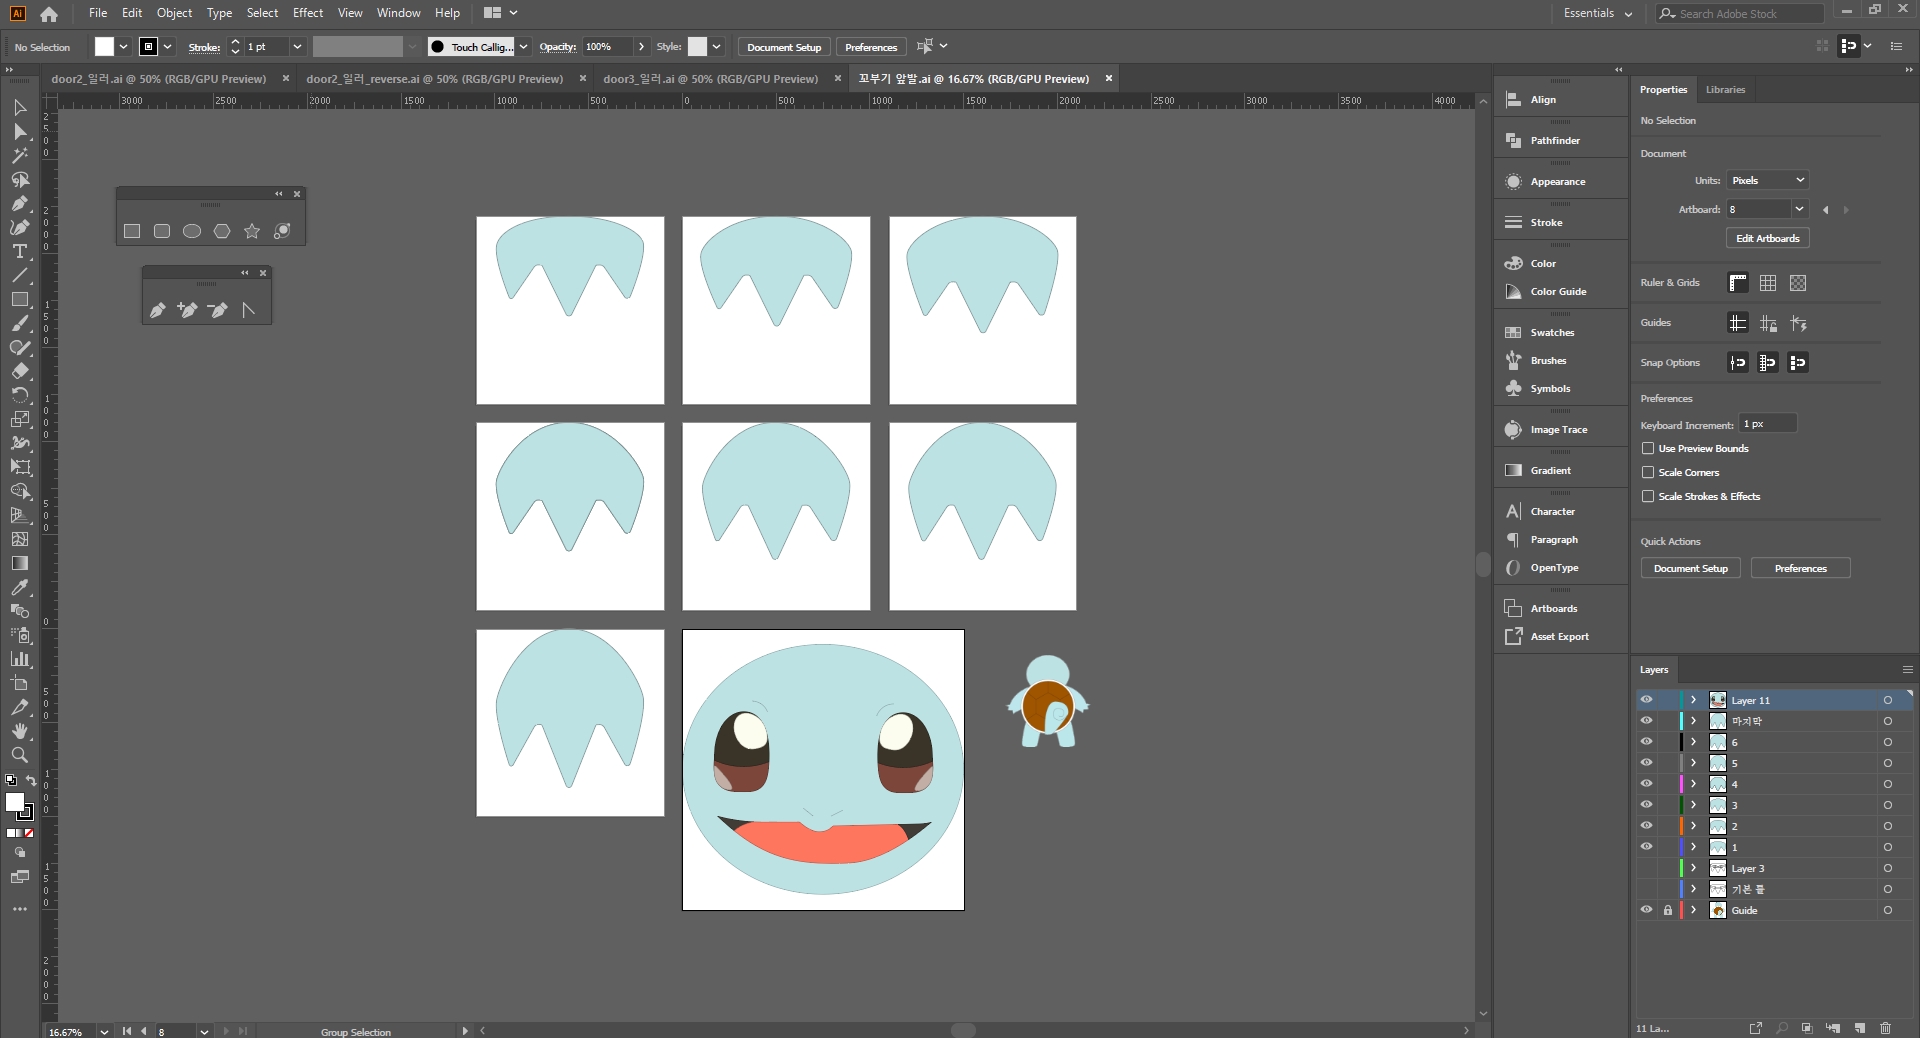 Ai File Edit Object Type Select Effect View Window Help Essentials Search Adobe Stock
No Selection Stroke: 1 pt Touch Callig... Opacity: 100% Style: Document Setup Preferences
door2_일러.ai @ 50% (RGB/GPU Preview) door2_일러_reverse.ai @ 50% (RGB/GPU Preview) door3_일러.ai @ 50% (RGB/GPU Preview) 꼬부기 앞발.ai @ 16.67% (RGB/GPU Preview)
3000 2500 2000 1500 1000 500 0 500 1000 1500 2000 2500 3000 3500 4000
Align
Pathfinder
Appearance
Stroke
Color
Color Guide
Swatches
Brushes
Symbols
Image Trace
Gradient
Character
Paragraph
OpenType
Artboards
Asset Export
Properties Libraries
No Selection
Document
Units: Pixels
Artboard: 8
Edit Artboards
Ruler & Grids
Guides
Snap Options
Preferences
Keyboard Increment: 1 px
Use Preview Bounds
Scale Corners
Scale Strokes & Effects
Quick Actions
Document Setup Preferences
Layers
Layer 11
마지막
6
5
4
3
2
1
Layer 3
기본 틀
Guide
11 La...
16.67% 8 Group Selection